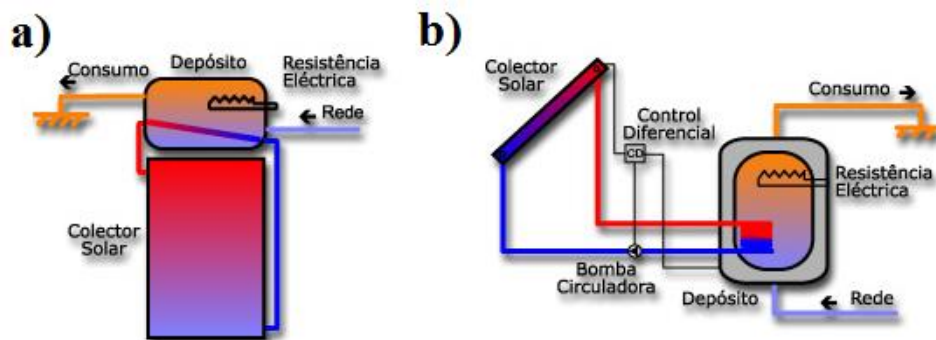 a)
Consumo
Depósito
Resistência
Eléctrica
Rede
Colector
Solar
b)
Colector
Solar
Control
Diferencial
CD
Consumo
Resistência
Eléctrica
Bomba
Circuladora
Depósito
Rede